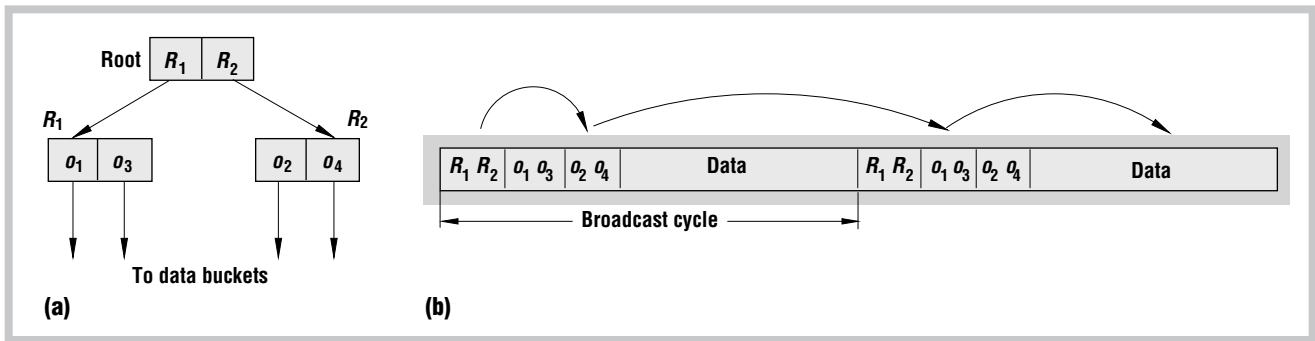 Root R₁ R₂
R₁ R₂
o₁ o₃ o₂ o₄
To data buckets
(a)
R₁ R₂ o₁ o₃ o₂ o₄ Data R₁ R₂ o₁ o₃ o₂ o₄ Data
Broadcast cycle
(b)